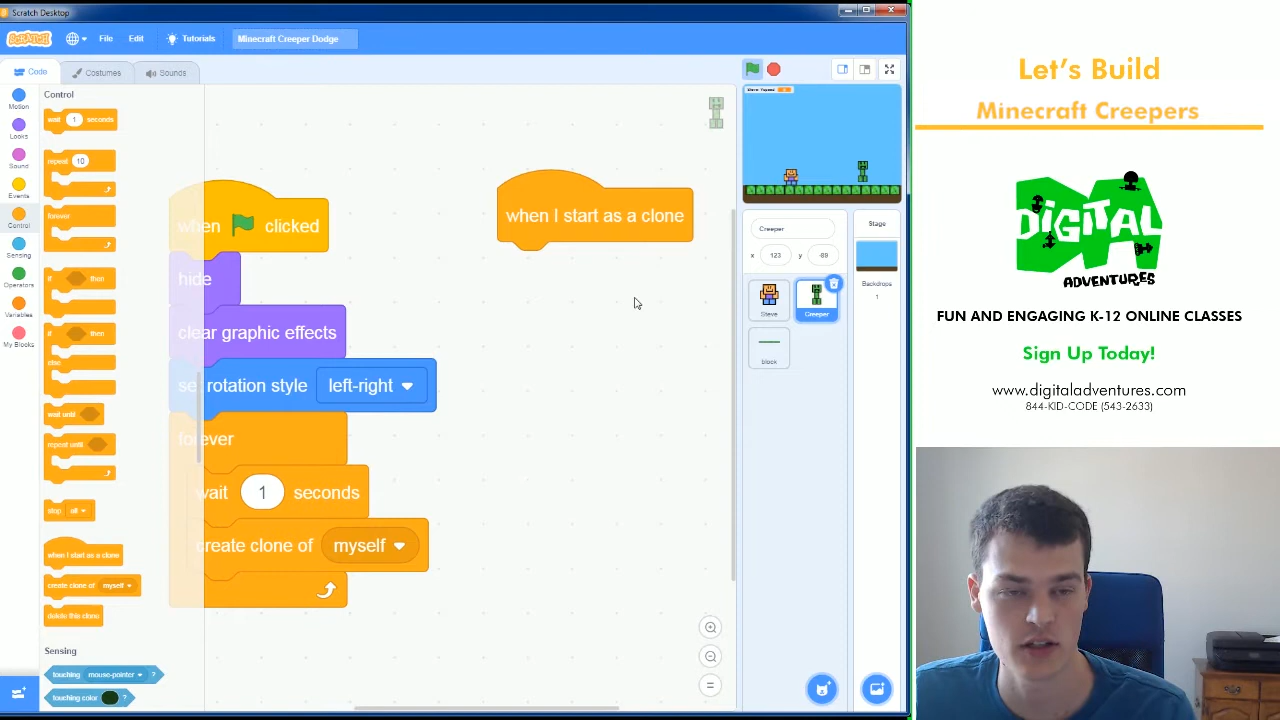 Scratch Desktop
SCRATCH
File
Edit
Tutorials
Minecraft Creeper Dodge
Code
Costumes
Sounds
Motion
Looks
Sound
Events
Control
Sensing
Operators
Variables
My Blocks
Control
wait 1 seconds
repeat 10
forever
if then
if then
else
wait until
repeat until
stop all
when I start as a clone
create clone of myself
delete this clone
Sensing
touching mouse-pointer ?
touching color ?
when clicked
hide
clear graphic effects
set rotation style left-right
forever
wait 1 seconds
create clone of myself
when I start as a clone
Creeper
x 123 y -89
Steve
Creeper
block
Stage
Backdrops
1
Let's Build
Minecraft Creepers
DIGITAL
ADVENTURES
FUN AND ENGAGING K-12 ONLINE CLASSES
Sign Up Today!
www.digitaladventures.com
844-KID-CODE (543-2633)